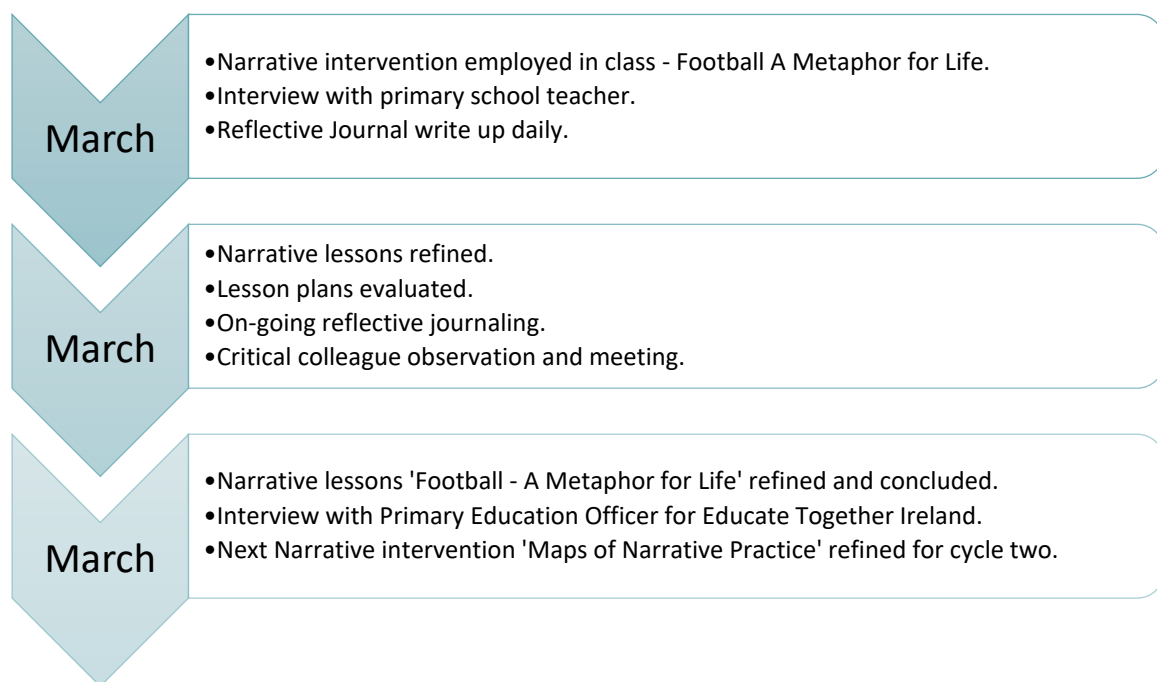 March
•Narrative intervention employed in class - Football A Metaphor for Life.
•Interview with primary school teacher.
•Reflective Journal write up daily.
March
•Narrative lessons refined.
•Lesson plans evaluated.
•On-going reflective journaling.
•Critical colleague observation and meeting.
March
•Narrative lessons 'Football - A Metaphor for Life' refined and concluded.
•Interview with Primary Education Officer for Educate Together Ireland.
•Next Narrative intervention 'Maps of Narrative Practice' refined for cycle two.